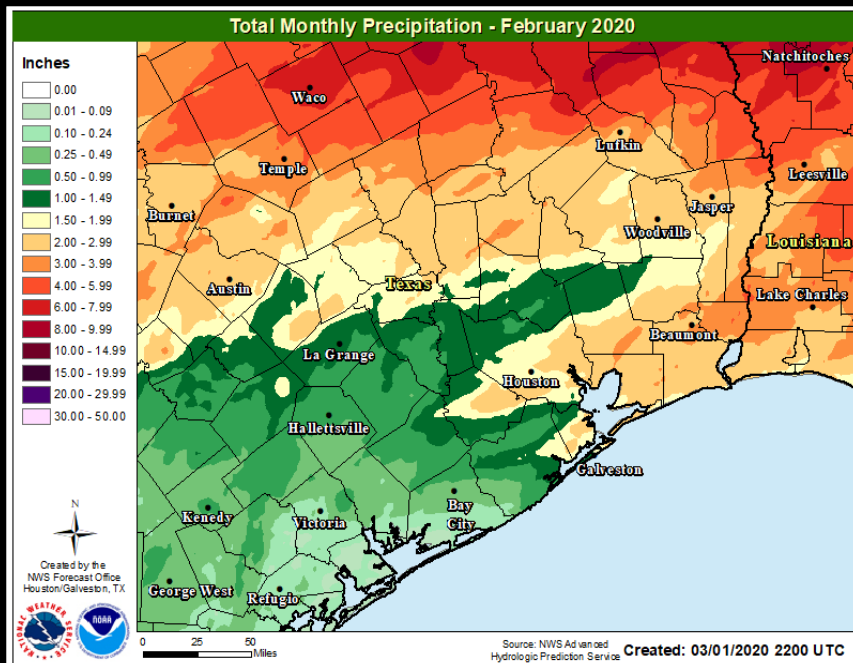 Total Monthly Precipitation - February 2020
Inches
0.00
0.01 - 0.09
0.10 - 0.24
0.25 - 0.49
0.50 - 0.99
1.00 - 1.49
1.50 - 1.99
2.00 - 2.99
3.00 - 3.99
4.00 - 5.99
6.00 - 7.99
8.00 - 9.99
10.00 - 14.99
15.00 - 19.99
20.00 - 29.99
30.00 - 50.00
Natchitoches
Waco
Lufkin
Temple
Leesville
Burnet
Jasper
Woodville
Louisiana
Austin
Texas
Lake Charles
Beaumont
La Grange
Houston
Hallettsville
Galveston
Kenedy
Victoria
Bay
City
George West
Refugio
N
Created by the
NWS Forecast Office
Houston/Galveston, TX
NATIONAL WEATHER SERVICE
NOAA
0 25 50
Miles
Source: NWS Advanced
Hydrologic Prediction Service
Created: 03/01/2020 2200 UTC